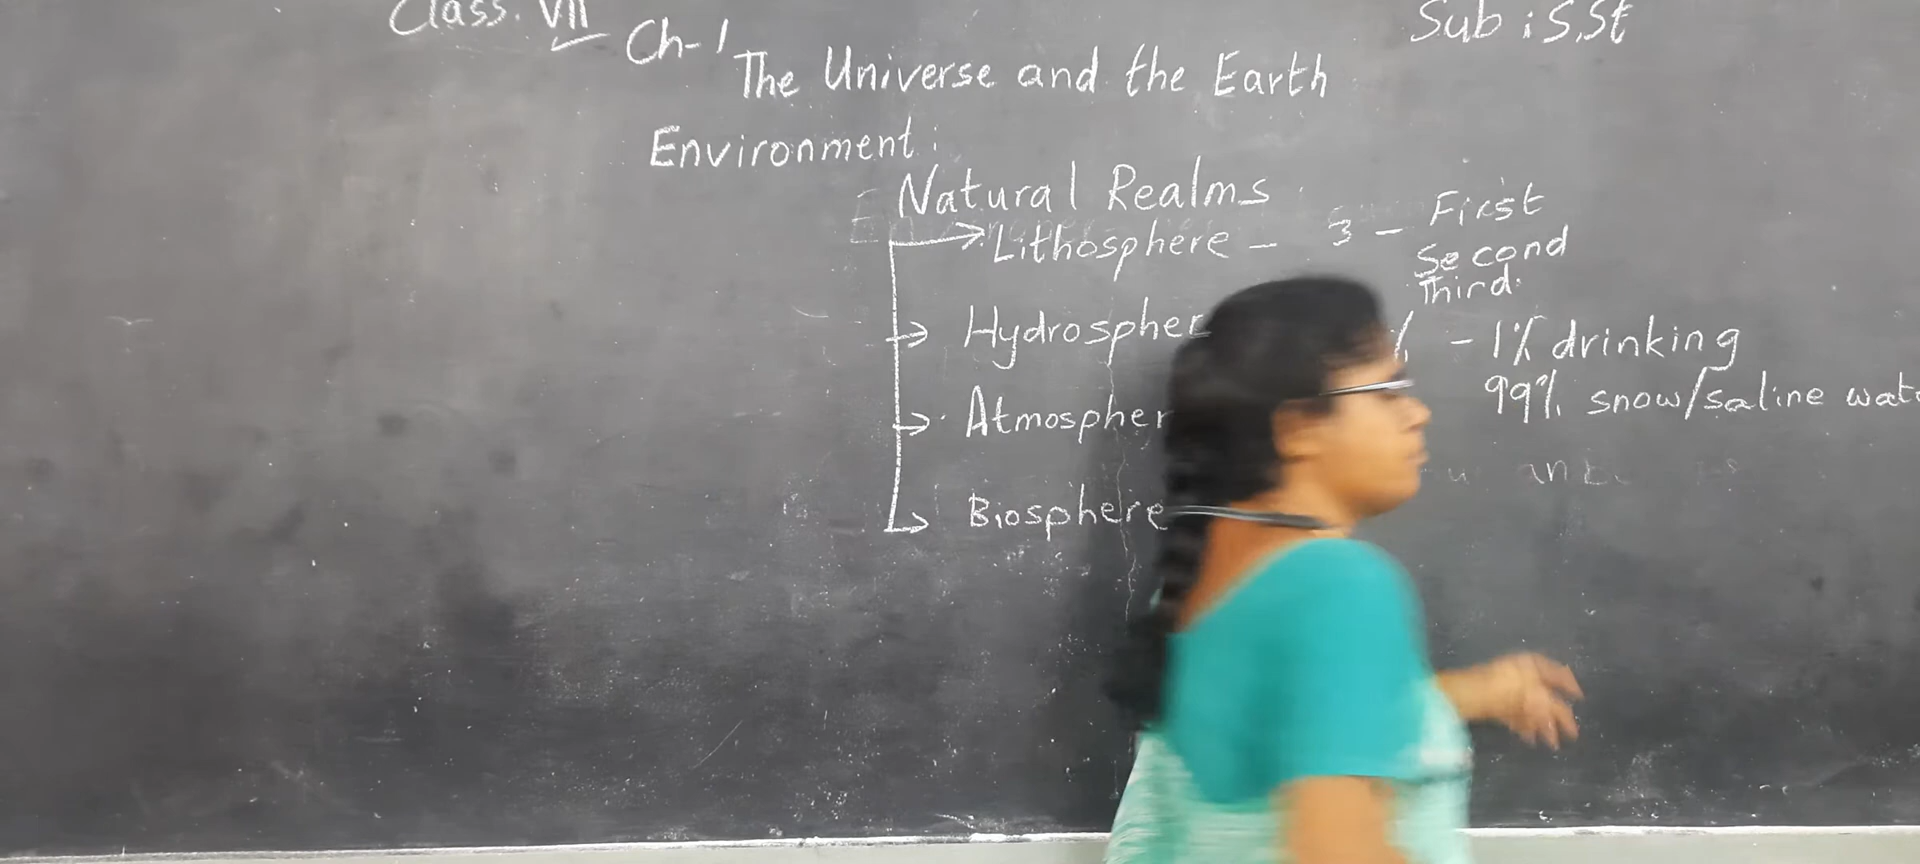 Class. VII
Sub : S.St
Ch-1
The Universe and the Earth
Environment :
Natural Realms
Lithosphere – 3 – First
Second
Third.
Hydrospher % – 1% drinking
99% snow/saline wate
Atmospher
Biosphere